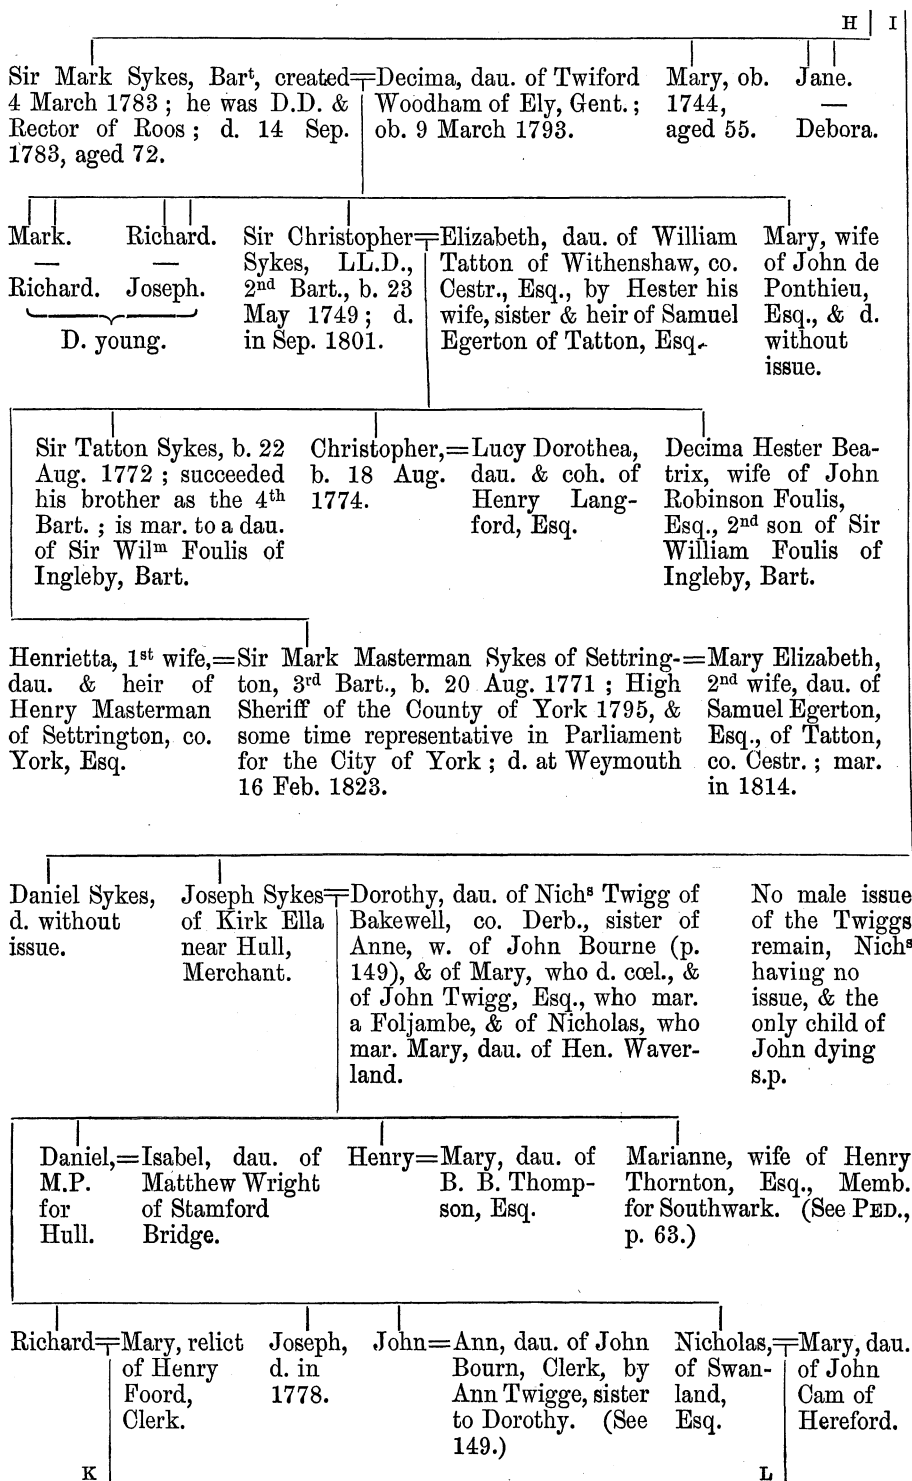 H I
Sir Mark Sykes, Bart, created=Decima, dau. of Twiford Mary, ob. Jane.
4 March 1783 ; he was D.D. & Woodham of Ely, Gent. ; 1744, —
Rector of Roos ; d. 14 Sep. ob. 9 March 1793. aged 55. Debora.
1783, aged 72.
Mark. Richard. Sir Christopher=Elizabeth, dau. of William Mary, wife
— — Sykes, LL.D., Tatton of Withenshaw, co. of John de
Richard. Joseph. 2nd Bart., b. 23 Cestr., Esq., by Hester his Ponthieu,
D. young. May 1749 ; d. wife, sister & heir of Samuel Esq., & d.
in Sep. 1801. Egerton of Tatton, Esq. without
issue.
Sir Tatton Sykes, b. 22 Christopher,=Lucy Dorothea, Decima Hester Bea-
Aug. 1772 ; succeeded b. 18 Aug. dau. & coh. of trix, wife of John
his brother as the 4th 1774. Henry Lang- Robinson Foulis,
Bart. ; is mar. to a dau. ford, Esq. Esq., 2nd son of Sir
of Sir Wilm Foulis of William Foulis of
Ingleby, Bart. Ingleby, Bart.
Henrietta, 1st wife,=Sir Mark Masterman Sykes of Settring-=Mary Elizabeth,
dau. & heir of ton, 3rd Bart., b. 20 Aug. 1771 ; High 2nd wife, dau. of
Henry Masterman Sheriff of the County of York 1795, & Samuel Egerton,
of Settrington, co. some time representative in Parliament Esq., of Tatton,
York, Esq. for the City of York ; d. at Weymouth co. Cestr. ; mar.
16 Feb. 1823. in 1814.
Daniel Sykes, Joseph Sykes=Dorothy, dau. of Nichs Twigg of No male issue
d. without of Kirk Ella Bakewell, co. Derb., sister of of the Twiggs
issue. near Hull, Anne, w. of John Bourne (p. remain, Nichs
Merchant. 149), & of Mary, who d. cœl., & having no
of John Twigg, Esq., who mar. issue, & the
a Foljambe, & of Nicholas, who only child of
mar. Mary, dau. of Hen. Waver- John dying
land. s.p.
Daniel,=Isabel, dau. of Henry=Mary, dau. of Marianne, wife of Henry
M.P. Matthew Wright B. B. Thomp- Thornton, Esq., Memb.
for of Stamford son, Esq. for Southwark. (See PED.,
Hull. Bridge. p. 63.)
Richard=Mary, relict Joseph, John=Ann, dau. of John Nicholas,=Mary, dau.
of Henry d. in Bourn, Clerk, by of Swan- of John
Foord, 1778. Ann Twigge, sister land, Cam of
Clerk. to Dorothy. (See Esq. Hereford.
149.)
K L